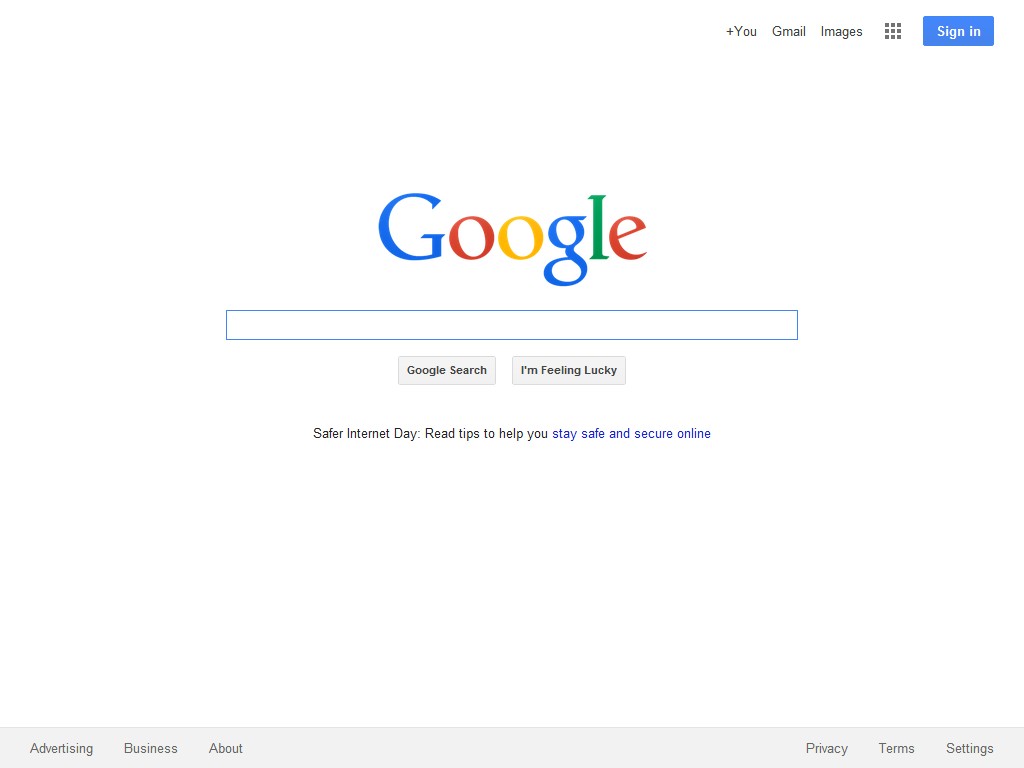 +You Gmail Images Sign in
Google
Google Search I'm Feeling Lucky
Safer Internet Day: Read tips to help you stay safe and secure online
Advertising Business About Privacy Terms Settings